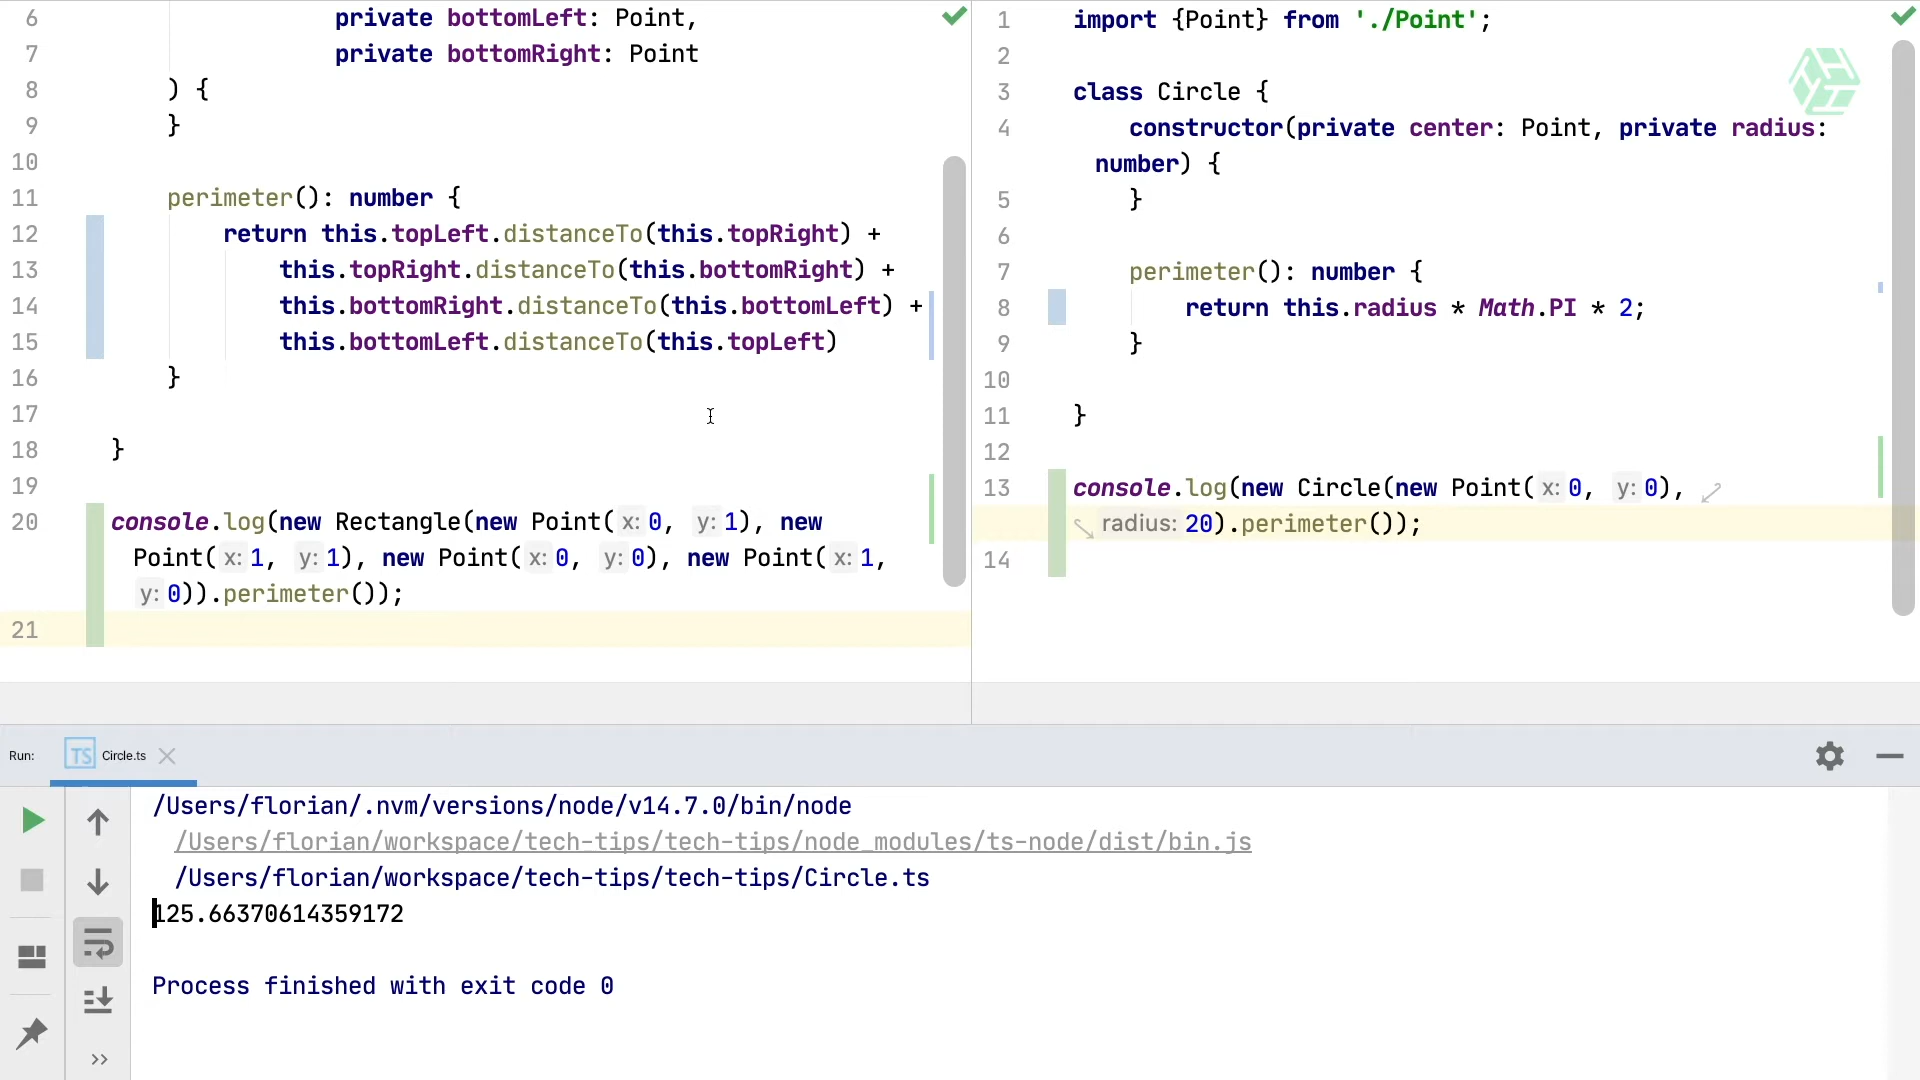 6 private bottomLeft: Point,
7 private bottomRight: Point
8 ) {
9 }
10
11 perimeter(): number {
12 return this.topLeft.distanceTo(this.topRight) +
13 this.topRight.distanceTo(this.bottomRight) +
14 this.bottomRight.distanceTo(this.bottomLeft) +
15 this.bottomLeft.distanceTo(this.topLeft)
16 }
17
18 }
19
20 console.log(new Rectangle(new Point( x: 0, y: 1), new
Point( x: 1, y: 1), new Point( x: 0, y: 0), new Point( x: 1,
y: 0)).perimeter());
21
1 import {Point} from './Point';
2
3 class Circle {
4 constructor(private center: Point, private radius:
number) {
5 }
6
7 perimeter(): number {
8 return this.radius * Math.PI * 2;
9 }
10
11 }
12
13 console.log(new Circle(new Point( x: 0, y: 0),
radius: 20).perimeter());
14
Run: TS Circle.ts
/Users/florian/.nvm/versions/node/v14.7.0/bin/node
/Users/florian/workspace/tech-tips/tech-tips/node_modules/ts-node/dist/bin.js
/Users/florian/workspace/tech-tips/tech-tips/Circle.ts
125.66370614359172
Process finished with exit code 0